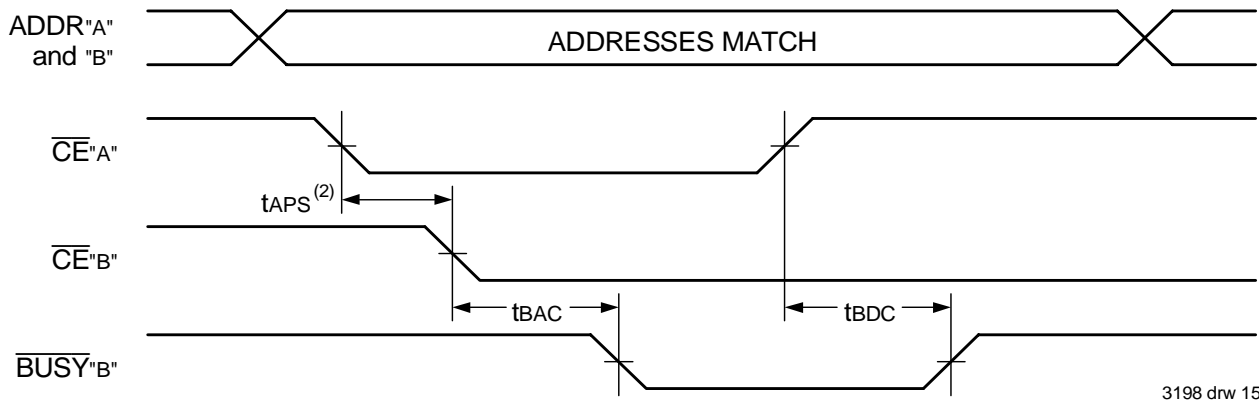 ADDR"A"
and "B"
ADDRESSES MATCH
CE"A"
tAPS(2)
CE"B"
tBAC
tBDC
BUSY"B"
3198 drw 15